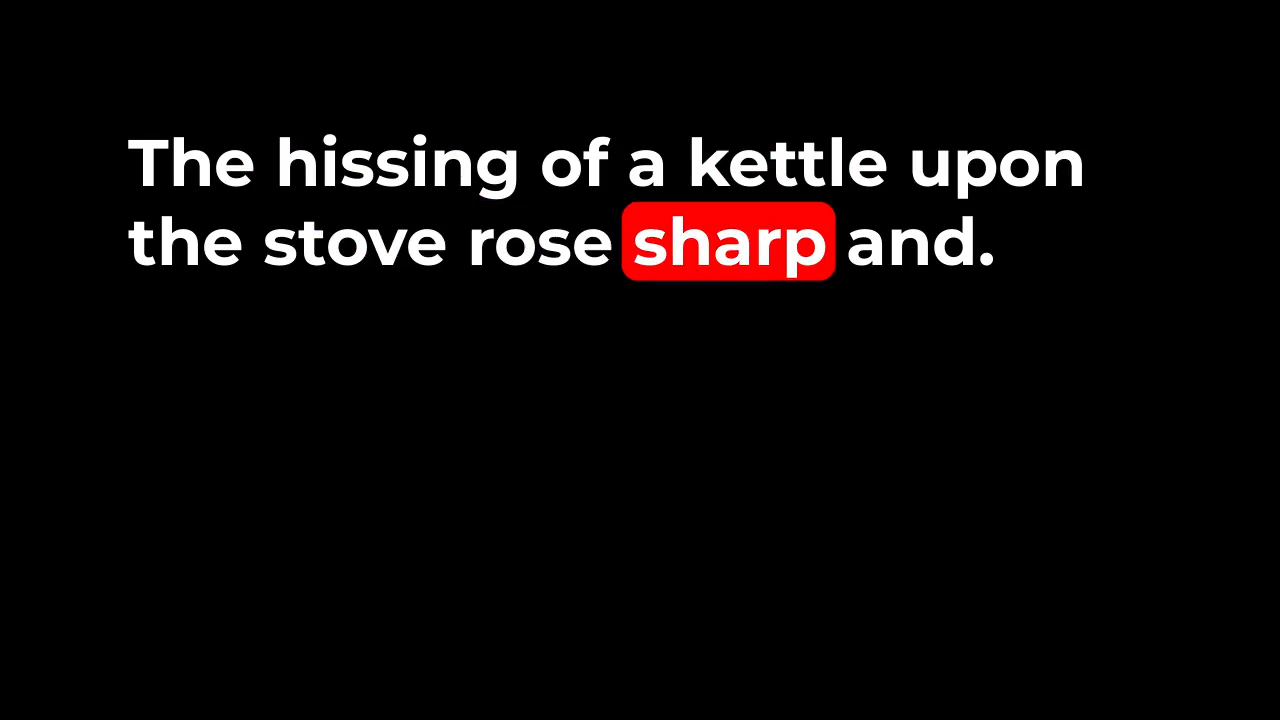 The hissing of a kettle upon
the stove rose sharp and.